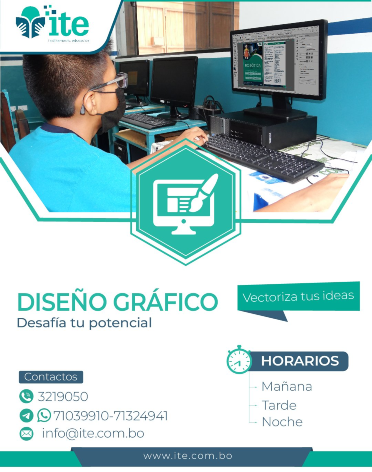 ite
DISEÑO GRÁFICO
Desafía tu potencial
Vectoriza tus ideas
Contactos
3219050
71039910-71324941
info@ite.com.bo
HORARIOS
Mañana
Tarde
Noche
www.ite.com.bo